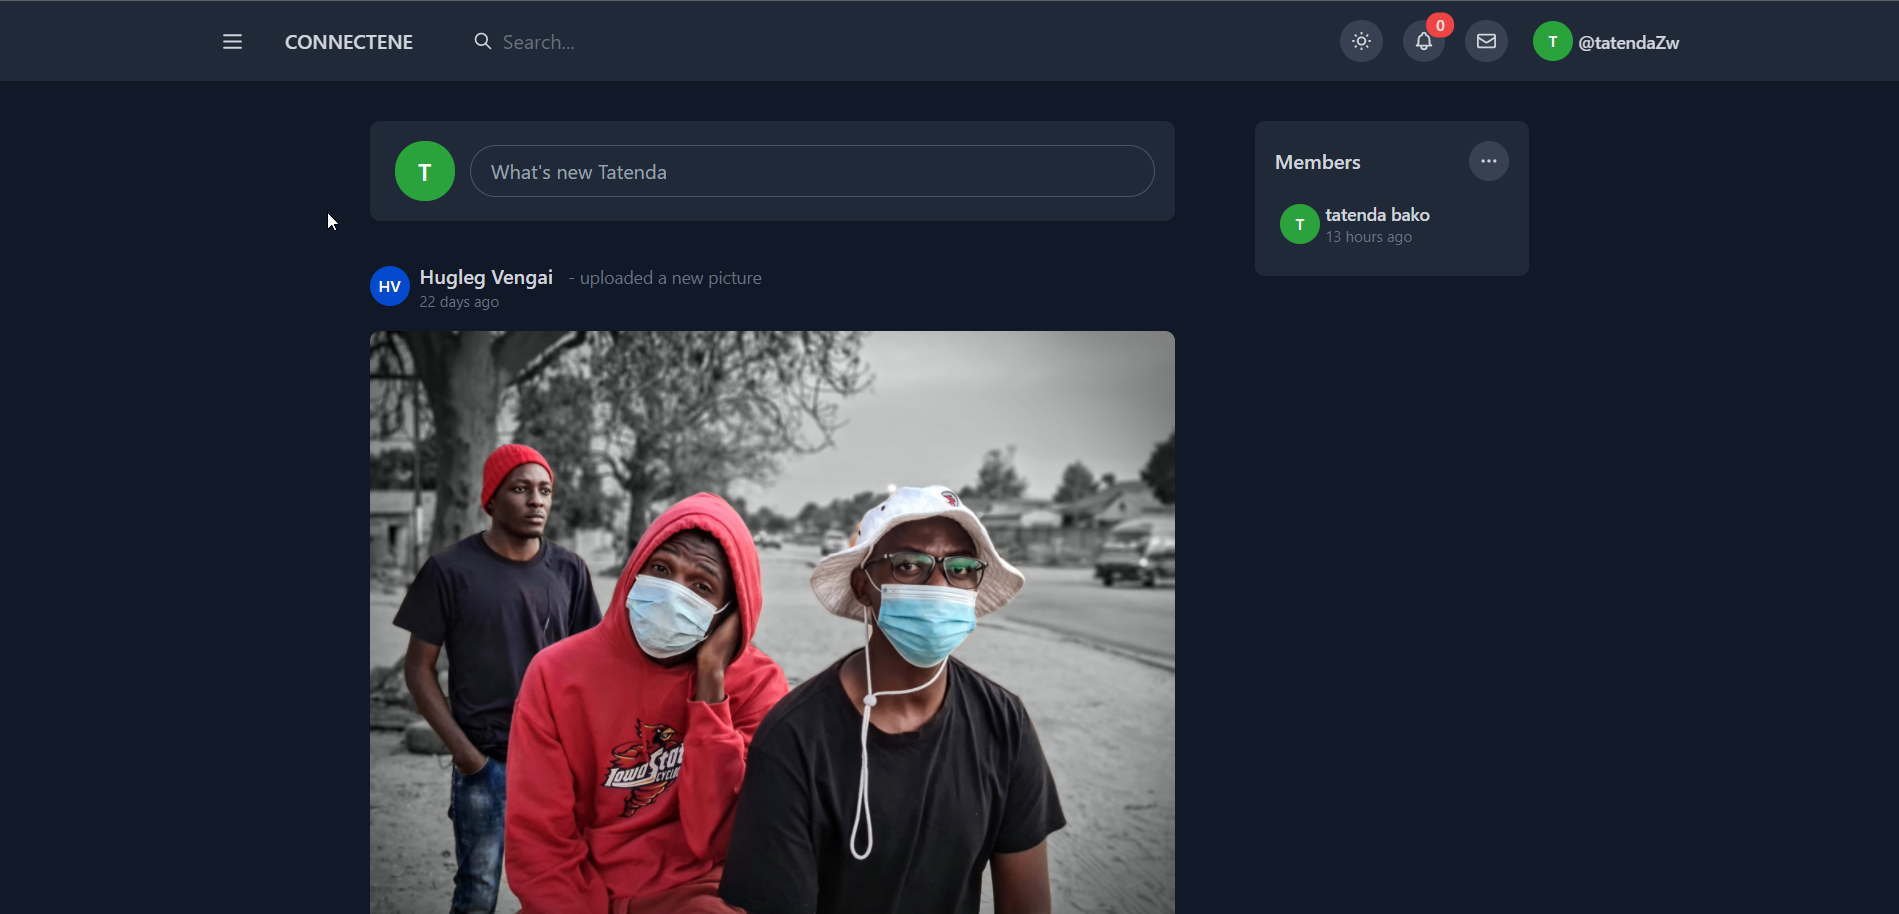 CONNECTENE
Search...
0
T @tatendaZw
T What's new Tatenda
Members
T tatenda bako
13 hours ago
HV Hugleg Vengai - uploaded a new picture
22 days ago
Iowa State